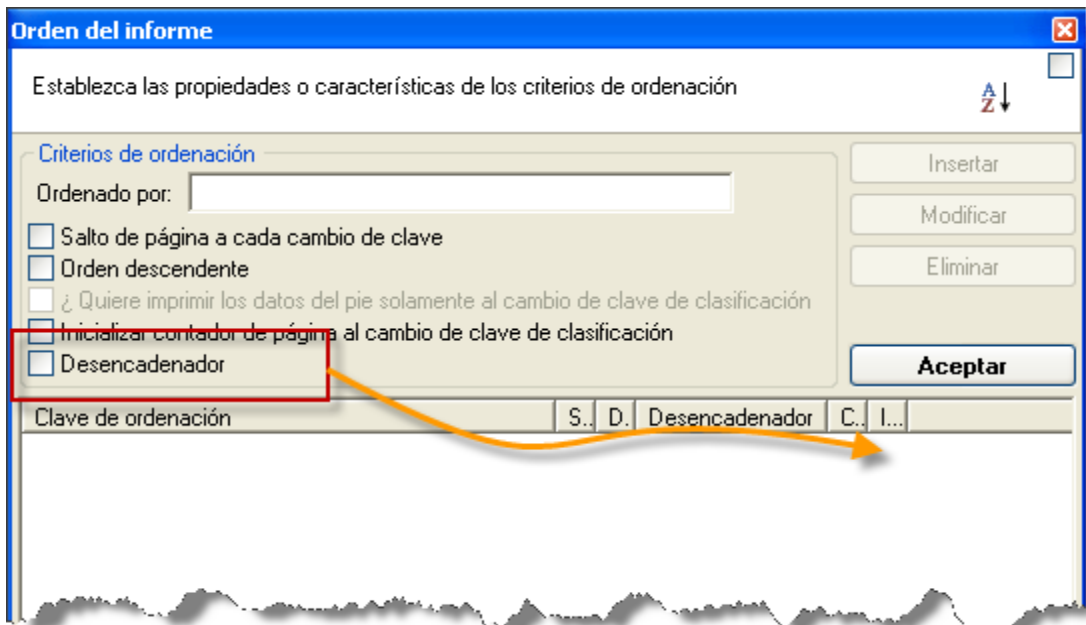 Orden del informe
Establezca las propiedades o características de los criterios de ordenación
A
Z
Criterios de ordenación
Ordenado por:
Salto de página a cada cambio de clave
Orden descendente
¿ Quiere imprimir los datos del pie solamente al cambio de clave de clasificación
Inicializar contador de página al cambio de clave de clasificación
Desencadenador
Insertar
Modificar
Eliminar
Aceptar
Clave de ordenación S.. D. Desencadenador C.. I...